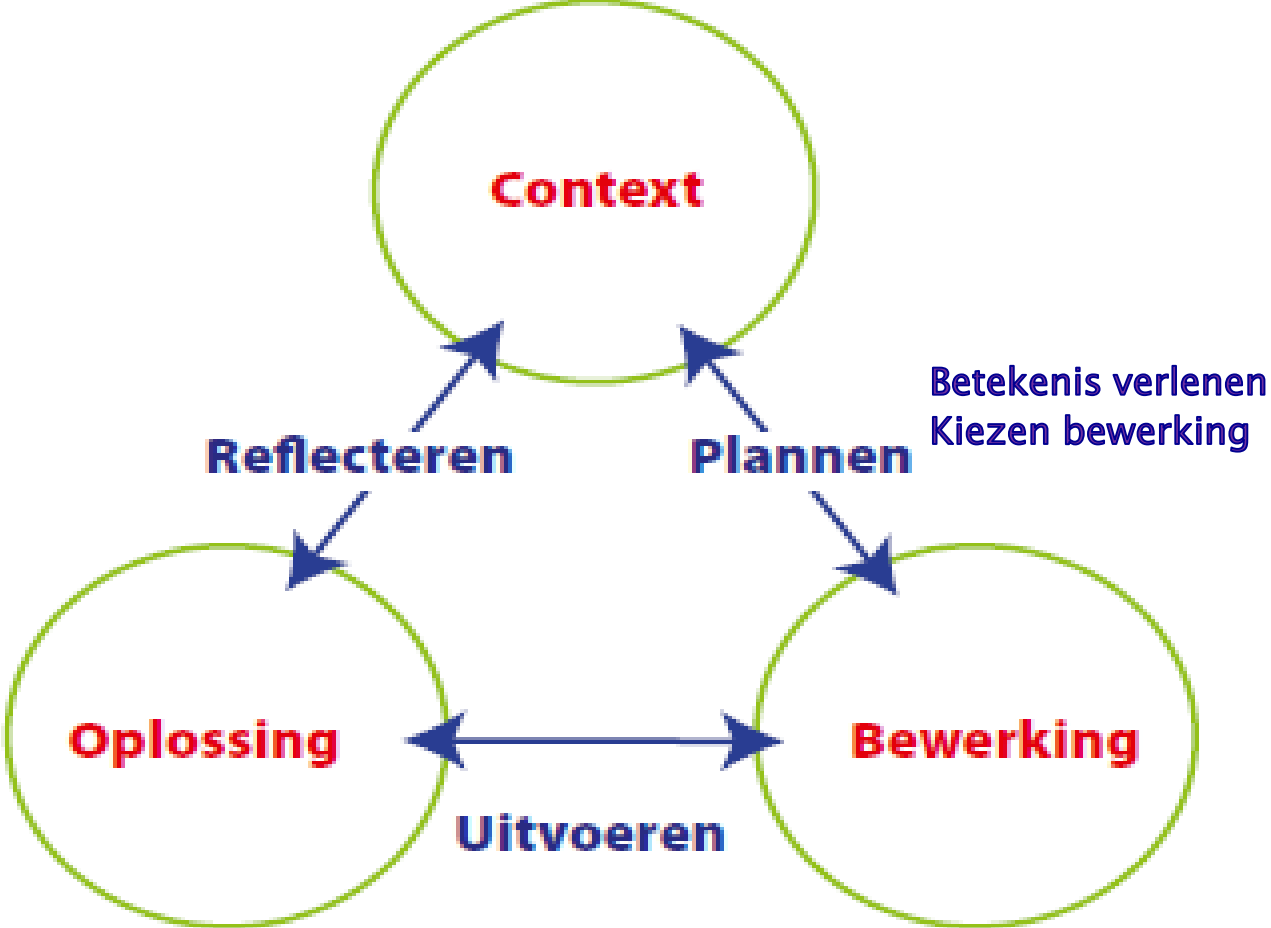 Context
Betekenis verlenen
Kiezen bewerking
Reflecteren
Plannen
Oplossing
Bewerking
Uitvoeren